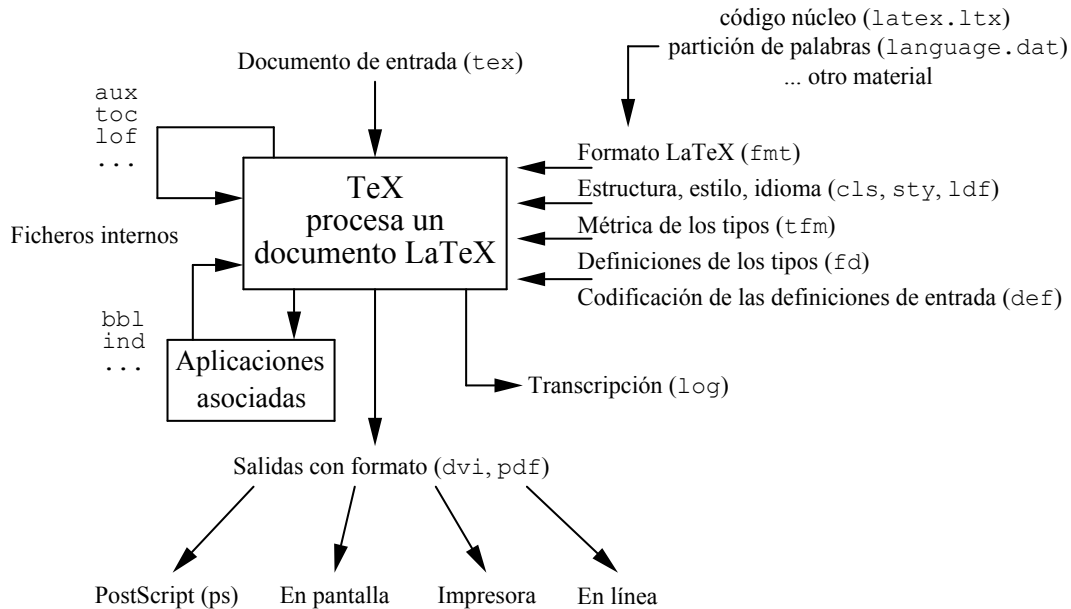 código núcleo (latex.ltx)
partición de palabras (language.dat)
... otro material
Documento de entrada (tex)
aux
toc
lof
...
Formato LaTeX (fmt)
Estructura, estilo, idioma (cls, sty, ldf)
Métrica de los tipos (tfm)
Definiciones de los tipos (fd)
Codificación de las definiciones de entrada (def)
TeX
procesa un
documento LaTeX
Ficheros internos
bbl
ind
...
Aplicaciones
asociadas
Transcripción (log)
Salidas con formato (dvi, pdf)
PostScript (ps)
En pantalla
Impresora
En línea